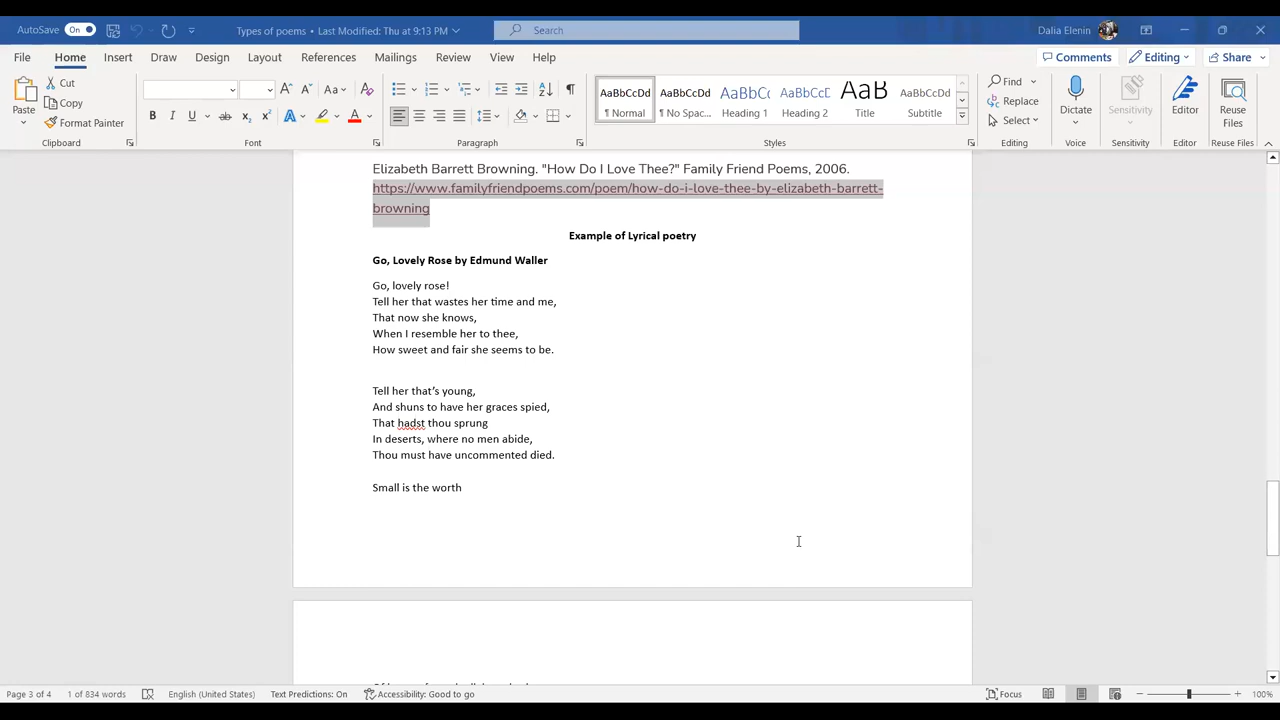 AutoSave On Types of poems - Last Modified: Thu at 9:13 PM Search Dalia Elenin
File Home Insert Draw Design Layout References Mailings Review View Help Comments Editing Share
Paste Cut Copy Format Painter
Clipboard
Aa B I U ab x2 x2 A A
Font
Paragraph
AaBbCcDd AaBbCcDd AaBbCc AaBbCcC AaB AaBbCcDd
¶ Normal ¶ No Spac... Heading 1 Heading 2 Title Subtitle
Styles
Find
Replace
Select
Editing
Dictate
Voice
Sensitivity
Sensitivity
Editor
Editor
Reuse Files
Reuse Files
Elizabeth Barrett Browning. "How Do I Love Thee?" Family Friend Poems, 2006.
https://www.familyfriendpoems.com/poem/how-do-i-love-thee-by-elizabeth-barrett-
browning
Example of Lyrical poetry
Go, Lovely Rose by Edmund Waller
Go, lovely rose!
Tell her that wastes her time and me,
That now she knows,
When I resemble her to thee,
How sweet and fair she seems to be.
Tell her that's young,
And shuns to have her graces spied,
That hadst thou sprung
In deserts, where no men abide,
Thou must have uncommented died.
Small is the worth
Page 3 of 4 1 of 834 words English (United States) Text Predictions: On Accessibility: Good to go Focus 100%